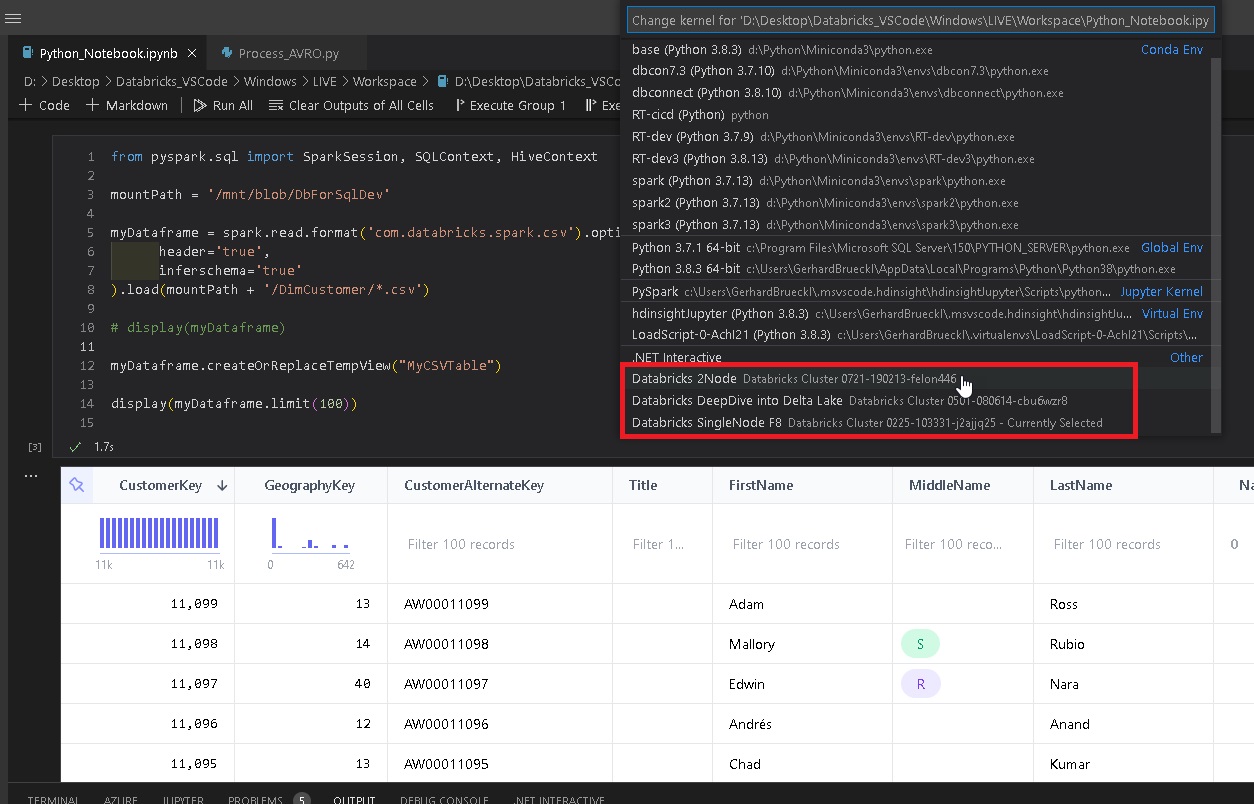 Change kernel for 'D:\Desktop\Databricks_VSCode\Windows\LIVE\Workspace\Python_Notebook.ipy
Python_Notebook.ipynb
Process_AVRO.py
D: > Desktop > Databricks_VSCode > Windows > LIVE > Workspace > D:\Desktop\Databricks_VSCo
+ Code + Markdown Run All Clear Outputs of All Cells Execute Group 1 Exe
base (Python 3.8.3) d:\Python\Miniconda3\python.exe Conda Env
dbcon7.3 (Python 3.7.10) d:\Python\Miniconda3\envs\dbcon7.3\python.exe
dbconnect (Python 3.8.10) d:\Python\Miniconda3\envs\dbconnect\python.exe
RT-cicd (Python) python
RT-dev (Python 3.7.9) d:\Python\Miniconda3\envs\RT-dev\python.exe
RT-dev3 (Python 3.8.13) d:\Python\Miniconda3\envs\RT-dev3\python.exe
spark (Python 3.7.13) d:\Python\Miniconda3\envs\spark\python.exe
spark2 (Python 3.7.13) d:\Python\Miniconda3\envs\spark2\python.exe
spark3 (Python 3.7.13) d:\Python\Miniconda3\envs\spark3\python.exe
Python 3.7.1 64-bit c:\Program Files\Microsoft SQL Server\150\PYTHON_SERVER\python.exe Global Env
Python 3.8.3 64-bit c:\Users\GerhardBrueckl\AppData\Local\Programs\Python\Python38\python.exe
PySpark c:\Users\GerhardBrueckl\.msvscode.hdinsight\hdinsightJupyter\Scripts\python... Jupyter Kernel
hdinsightJupyter (Python 3.8.3) c:\Users\GerhardBrueckl\.msvscode.hdinsight\hdinsightJu... Virtual Env
LoadScript-0-Achl21 (Python 3.8.3) c:\Users\GerhardBrueckl\.virtualenvs\LoadScript-0-Achl21\Scripts\...
.NET Interactive Other
Databricks 2Node Databricks Cluster 0721-190213-felon446
Databricks DeepDive into Delta Lake Databricks Cluster 0501-080614-cbu6wzr8
Databricks SingleNode F8 Databricks Cluster 0225-103331-j2ajjq25 - Currently Selected
1 from pyspark.sql import SparkSession, SQLContext, HiveContext
2
3 mountPath = '/mnt/blob/DbForSqlDev'
4
5 myDataframe = spark.read.format('com.databricks.spark.csv').opti
6 header='true',
7 inferschema='true'
8 ).load(mountPath + '/DimCustomer/*.csv')
9
10 # display(myDataframe)
11
12 myDataframe.createOrReplaceTempView("MyCSVTable")
13
14 display(myDataframe.limit(100))
15
[3] ✓ 1.7s
...
CustomerKey ↓ GeographyKey CustomerAlternateKey Title FirstName MiddleName LastName Na
Filter 100 records Filter 1... Filter 100 records Filter 100 reco... Filter 100 records 0
11k 11k 0 642
11,099 13 AW00011099 Adam Ross
11,098 14 AW00011098 Mallory S Rubio
11,097 40 AW00011097 Edwin R Nara
11,096 12 AW00011096 Andrés Anand
11,095 13 AW00011095 Chad Kumar
TERMINAL AZURE JUPYTER PROBLEMS 5 OUTPUT DEBUG CONSOLE .NET INTERACTIVE